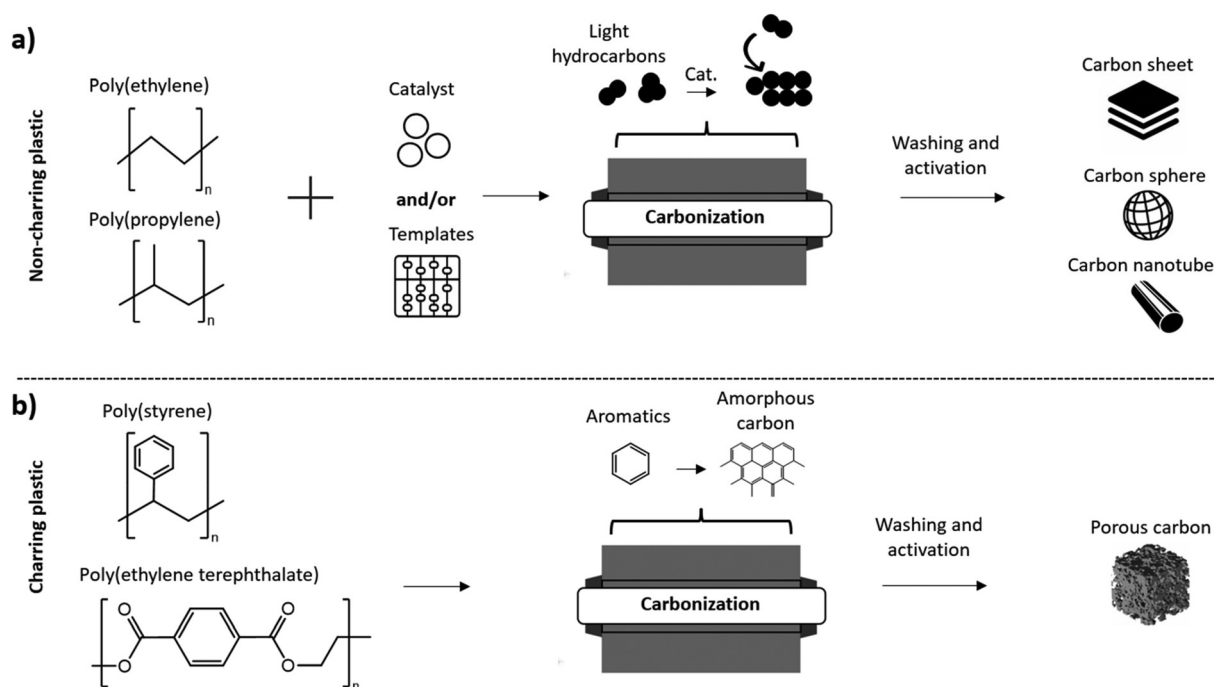 a)
Non-charring plastic
Poly(ethylene)
n
Poly(propylene)
n
Catalyst
and/or
Templates
Light
hydrocarbons
Cat.
Carbonization
Washing and
activation
Carbon sheet
Carbon sphere
Carbon nanotube
b)
Charring plastic
Poly(styrene)
n
Poly(ethylene terephthalate)
O
O
O
O
n
Aromatics
Amorphous
carbon
Carbonization
Washing and
activation
Porous carbon